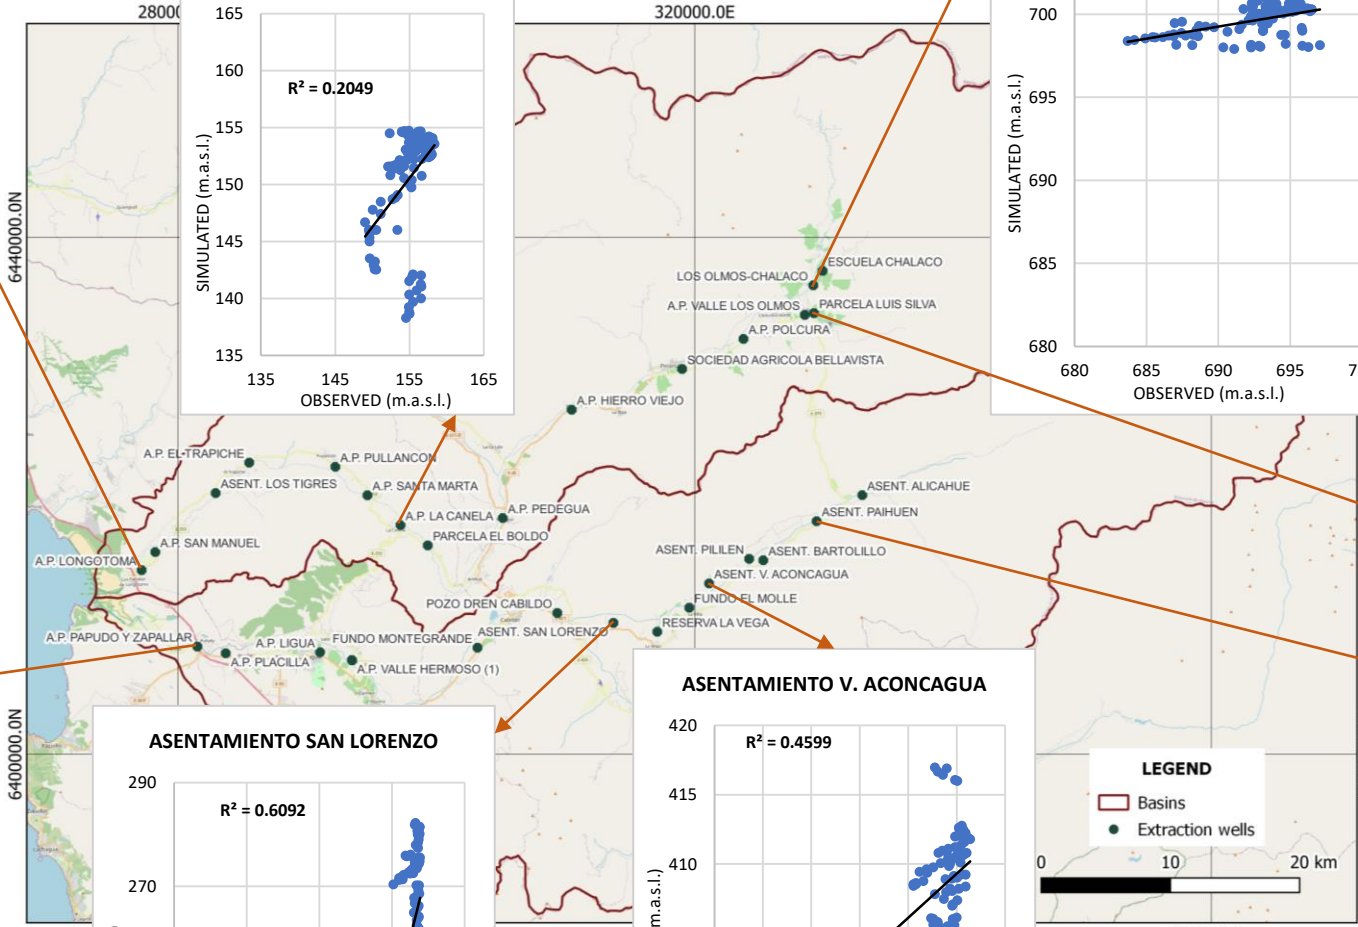 28000
320000.0E
6440000.0N
6400000.0N
165
160
155
150
145
140
135
135
145
155
165
R² = 0.2049
SIMULATED (m.a.s.l.)
OBSERVED (m.a.s.l.)
700
695
690
685
680
680
685
690
695
7
SIMULATED (m.a.s.l.)
OBSERVED (m.a.s.l.)
ESCUELA CHALACO
LOS OLMOS-CHALACO
A.P. VALLE LOS OLMOS
PARCELA LUIS SILVA
A.P. POLCURA
SOCIEDAD AGRICOLA BELLAVISTA
A.P. HIERRO VIEJO
A.P. EL TRAPICHE
A.P. PULLANCON
ASENT. LOS TIGRES
A.P. SANTA MARTA
ASENT. ALICAHUE
A.P. LA CANELA
A.P. PEDEGUA
ASENT. PAIHUEN
PARCELA EL BOLDO
A.P. SAN MANUEL
A.P. LONGOTOMA
ASENT. PILILEN
ASENT. BARTOLILLO
ASENT. V. ACONCAGUA
POZO DREN CABILDO
FUNDO EL MOLLE
RESERVA LA VEGA
ASENT. SAN LORENZO
A.P. PAPUDO Y ZAPALLAR
A.P. LIGUA
FUNDO MONTEGRANDE
A.P. PLACILLA
A.P. VALLE HERMOSO (1)
ASENTAMIENTO SAN LORENZO
290
R² = 0.6092
270
ASENTAMIENTO V. ACONCAGUA
420
R² = 0.4599
415
410
m.a.s.l.)
LEGEND
Basins
Extraction wells
0
10
20 km